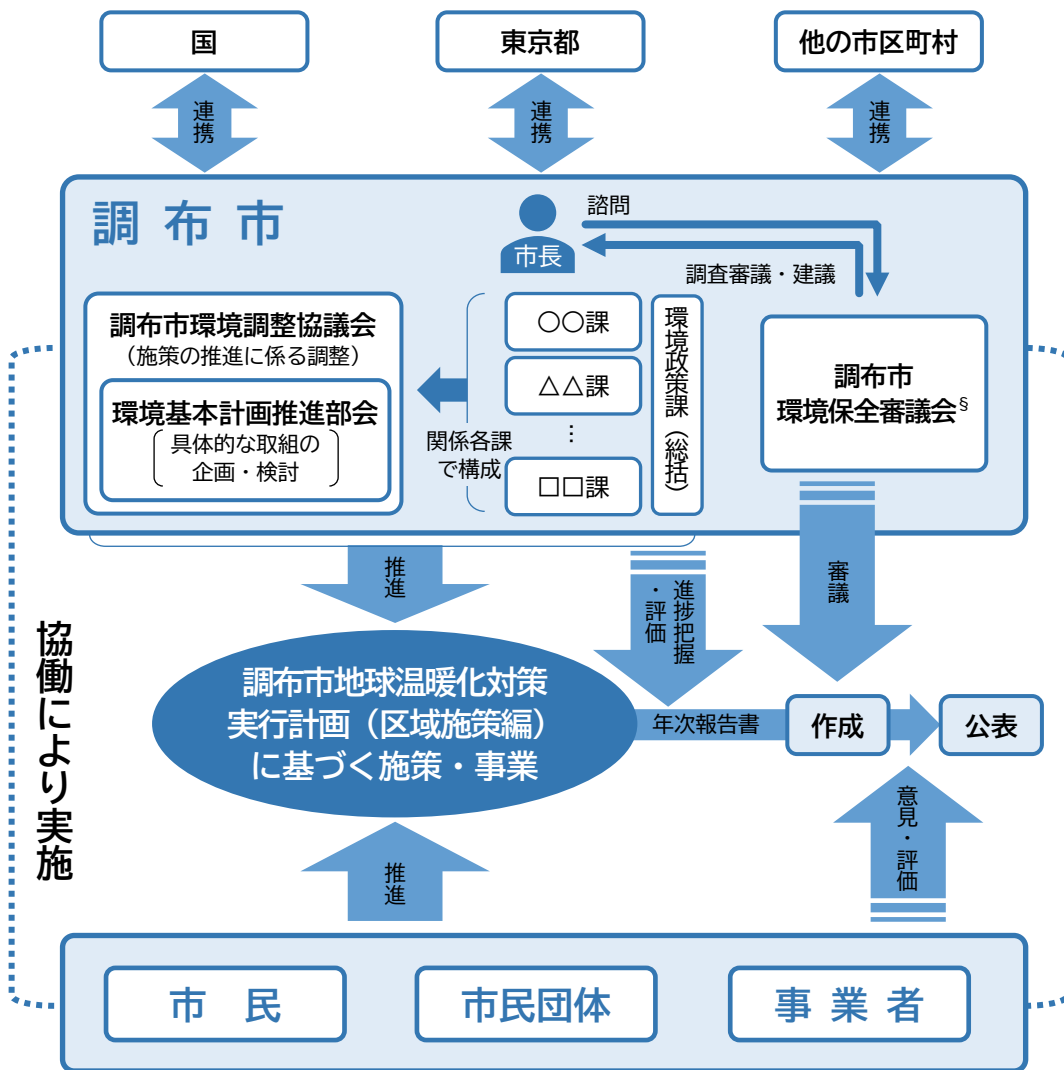 国
東京都
他の市区町村
連携
連携
連携
調布市
市長
諮問
調査審議・建議
調布市環境調整協議会
（施策の推進に係る調整）
環境基本計画推進部会
具体的な取組の
企画・検討
関係各課
で構成
〇〇課
△△課
…
□□課
環境政策課（総括）
調布市
環境保全審議会§
推進
進捗把握
・評価
審議
協働により実施
調布市地球温暖化対策
実行計画（区域施策編）
に基づく施策・事業
年次報告書
作成
公表
推進
意見・評価
市民
市民団体
事業者